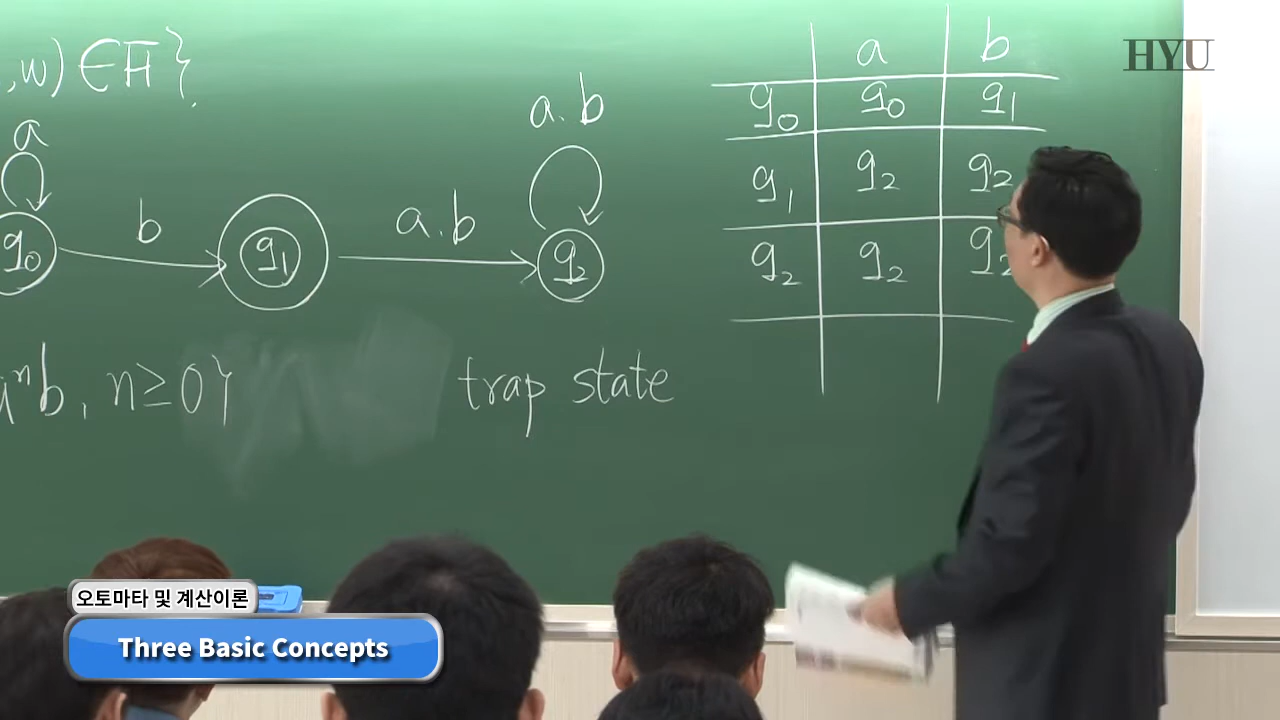 ,w) ∈ F }.
a
q0
b
q1
a.b
a.b
q2
aⁿb, n≥0}
trap state
a b
q0 q0 q1
q1 q2 q2
q2 q2 q2
HYU
오토마타 및 계산이론
Three Basic Concepts